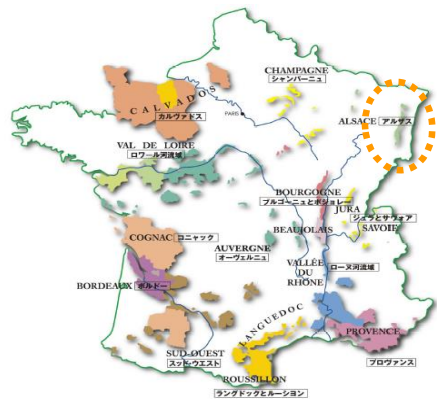 CHAMPAGNE
シャンパーニュ
CALVADOS
カルヴァドス
PARIS
ALSACE アルザス
VAL DE LOIRE
ロワール河流域
BOURGOGNE
ブルゴーニュとボジョレー
JURA
ジュラとサヴォア
SAVOIE
BEAUJOLAIS
COGNAC コニャック
AUVERGNE
オーヴェルニュ
VALLÉE
DU
RHÔNE
ローヌ河流域
BORDEAUX ボルドー
LANGUEDOC
PROVENCE
プロヴァンス
SUD-OUEST
スッド・ウエスト
ROUSSILLON
ラングドックとルーション